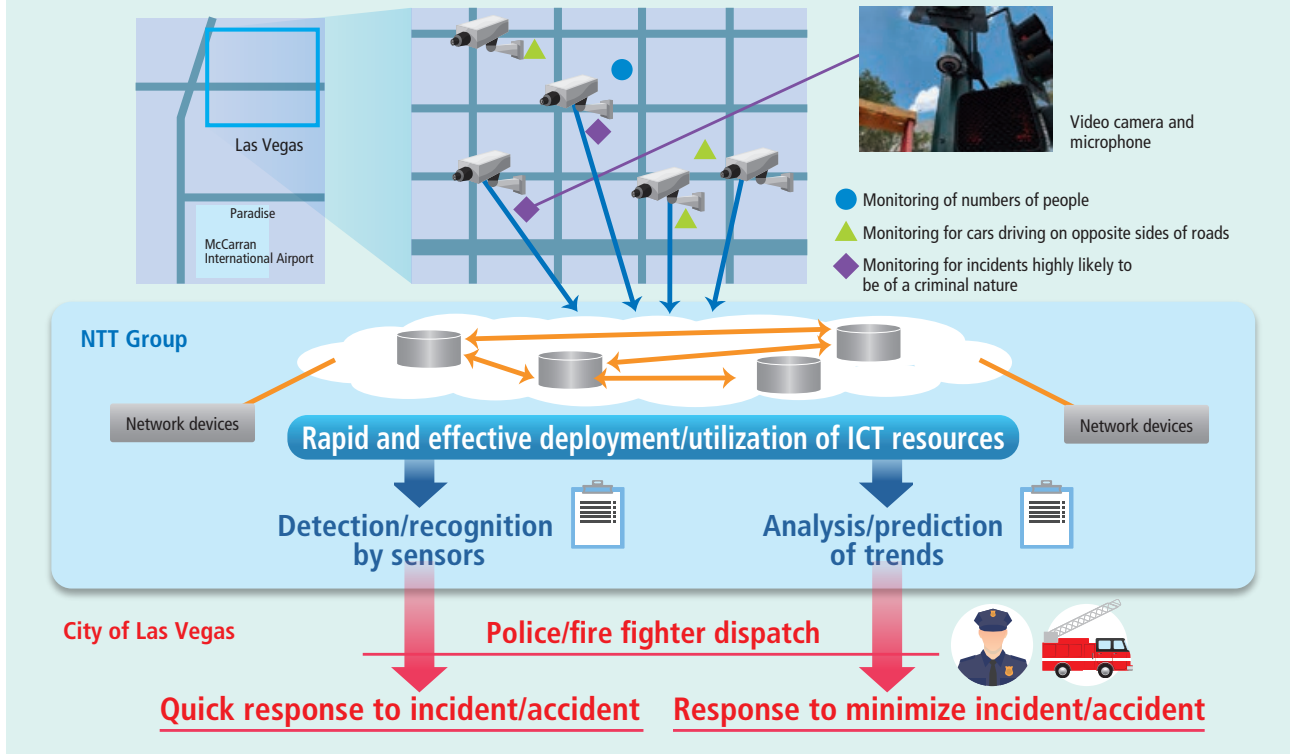 Las Vegas
Paradise
McCarran
International Airport
Video camera and
microphone
Monitoring of numbers of people
Monitoring for cars driving on opposite sides of roads
Monitoring for incidents highly likely to
be of a criminal nature
NTT Group
Network devices
Network devices
Rapid and effective deployment/utilization of ICT resources
Detection/recognition
by sensors
Analysis/prediction
of trends
City of Las Vegas
Police/fire fighter dispatch
Quick response to incident/accident
Response to minimize incident/accident